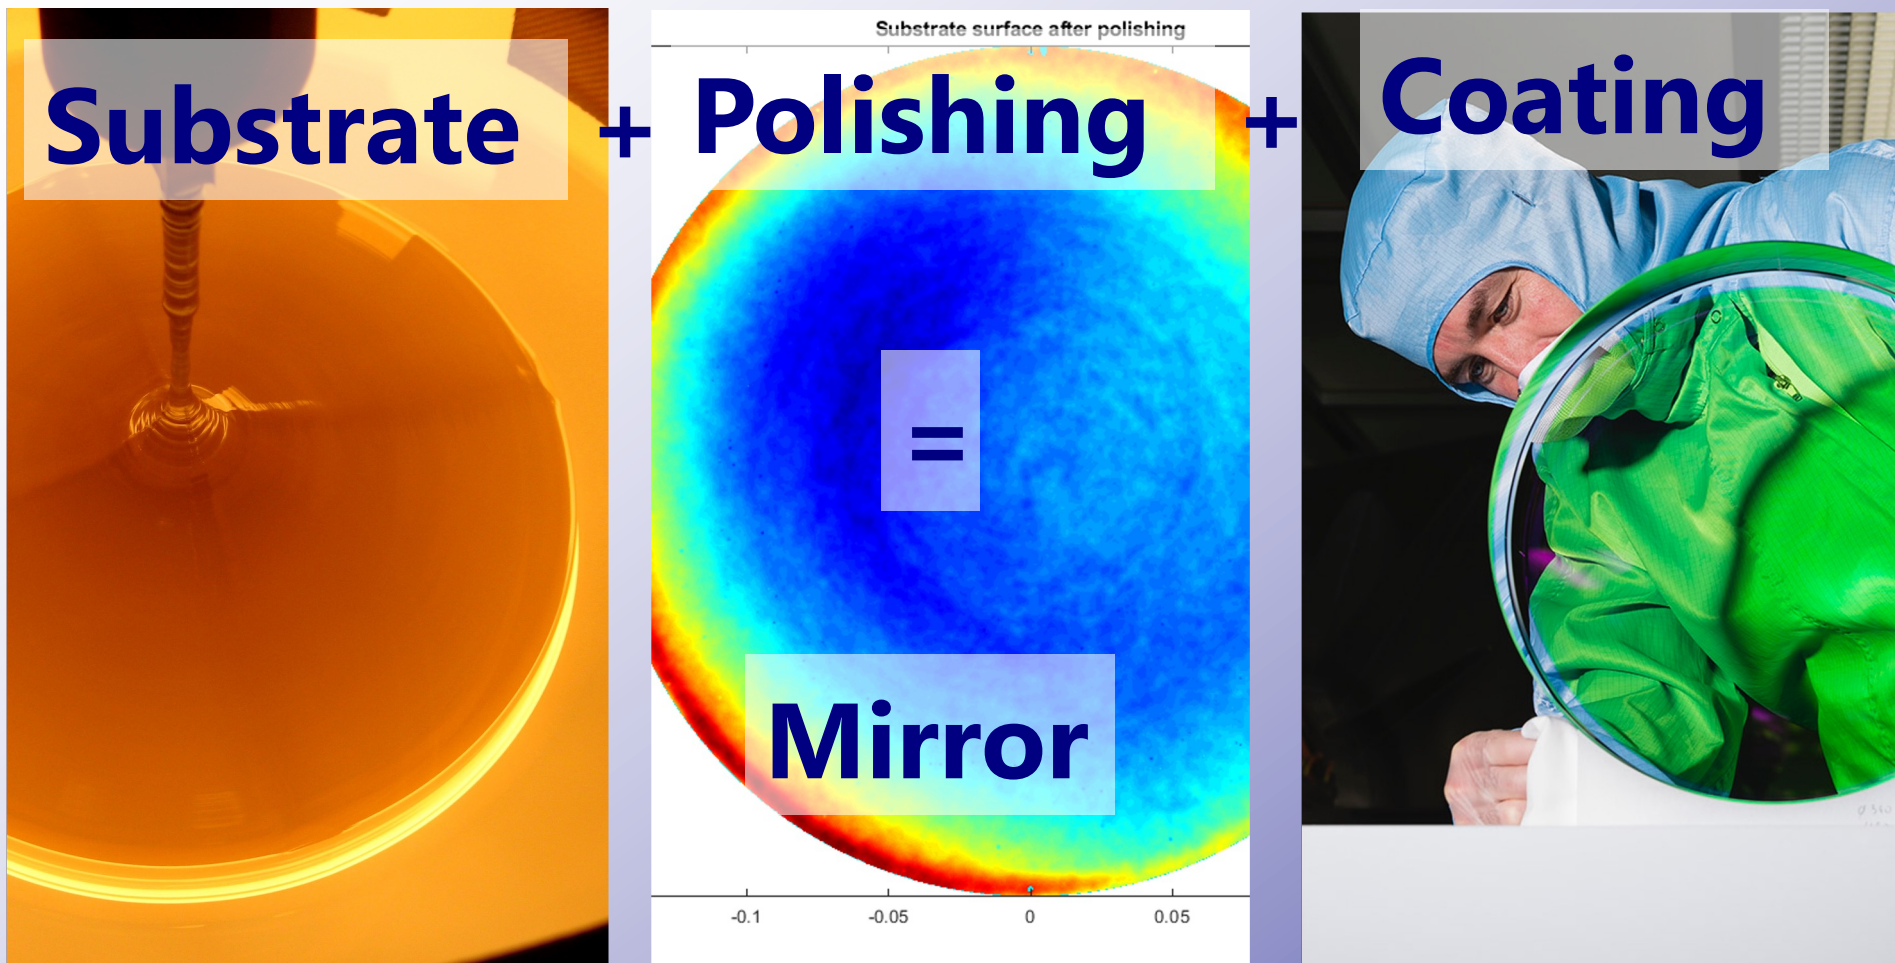 Substrate surface after polishing
Substrate + Polishing + Coating
=
Mirror
-0.1 -0.05 0 0.05